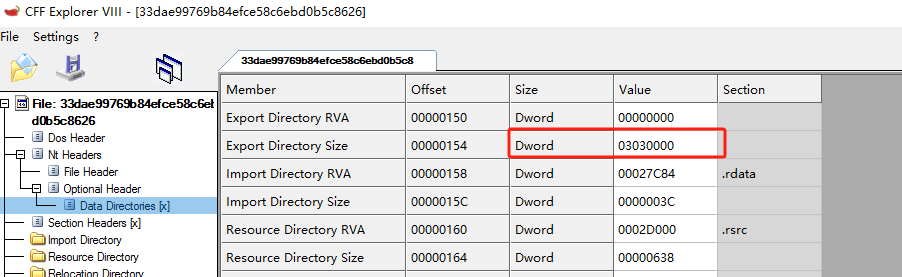 CFF Explorer VIII - [33dae99769b84efce58c6ebd0b5c8626]
File Settings ?
33dae99769b84efce58c6ebd0b5c8
File: 33dae99769b84efce58c6eb
d0b5c8626
Dos Header
Nt Headers
File Header
Optional Header
Data Directories [x]
Section Headers [x]
Import Directory
Resource Directory
Relocation Directory
Member Offset Size Value Section
Export Directory RVA 00000150 Dword 00000000
Export Directory Size 00000154 Dword 03030000
Import Directory RVA 00000158 Dword 00027C84 .rdata
Import Directory Size 0000015C Dword 0000003C
Resource Directory RVA 00000160 Dword 0002D000 .rsrc
Resource Directory Size 00000164 Dword 00000638